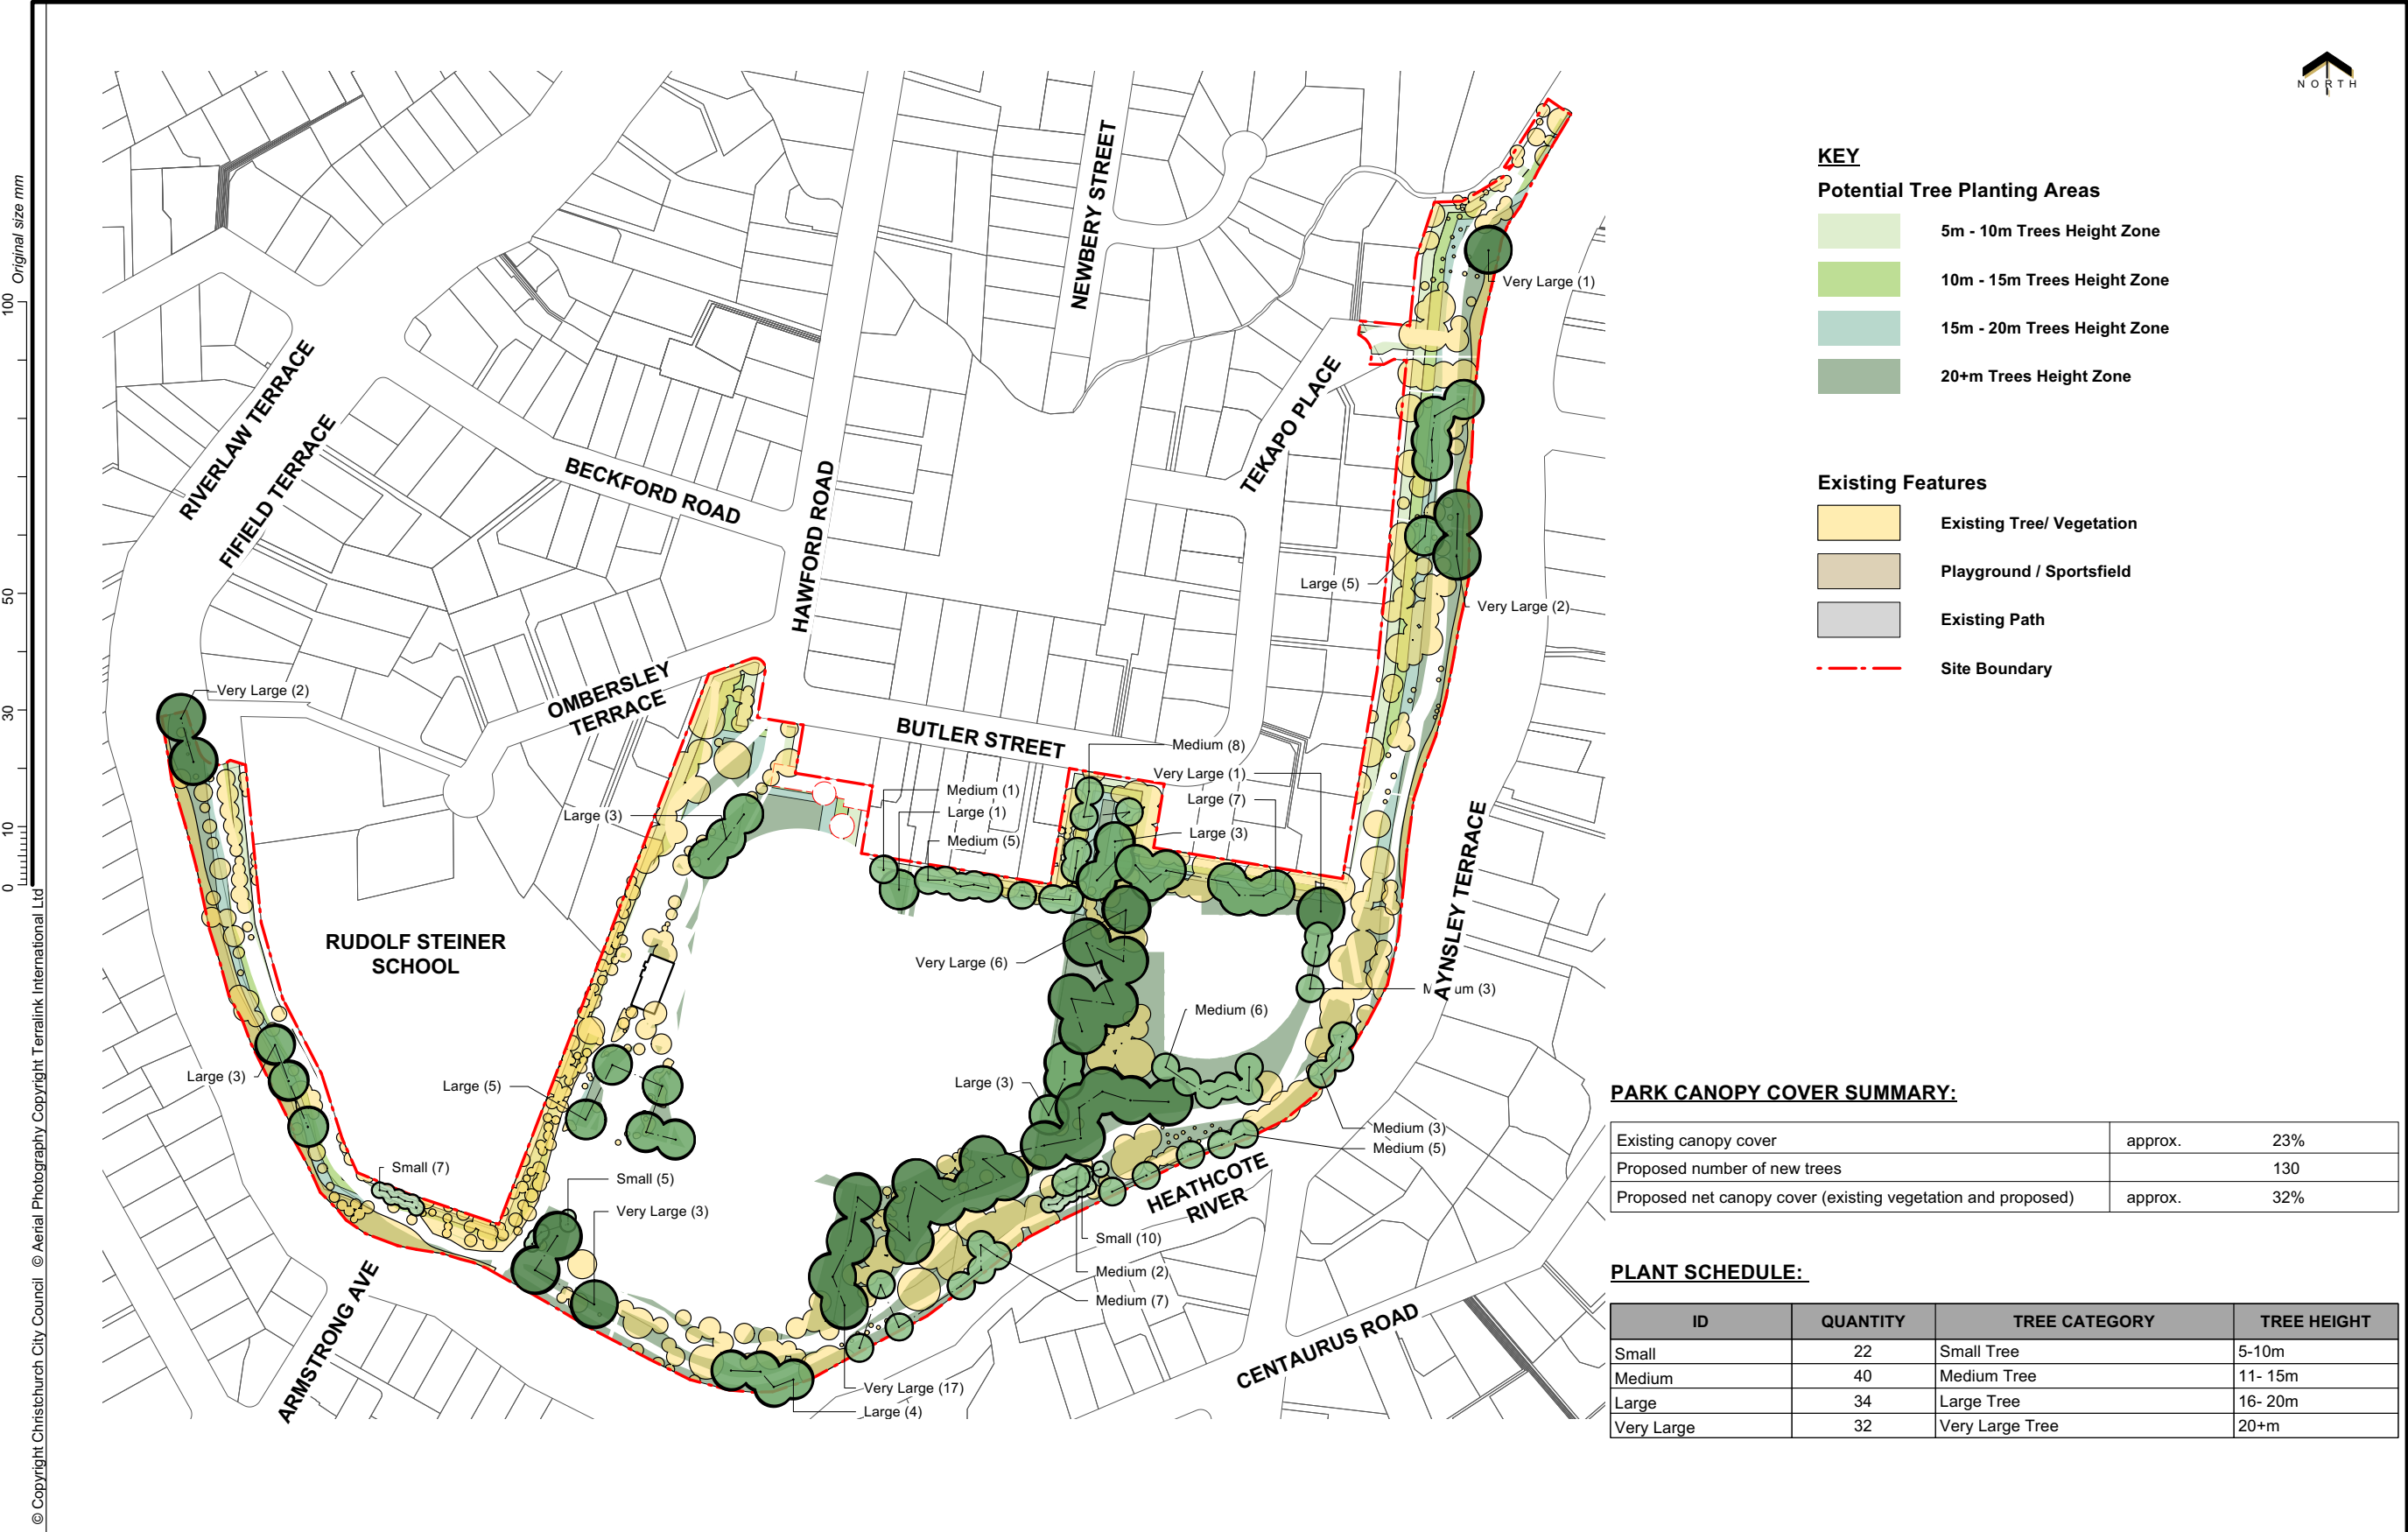 NORTH
KEY
Potential Tree Planting Areas
5m - 10m Trees Height Zone
10m - 15m Trees Height Zone
15m - 20m Trees Height Zone
20+m Trees Height Zone
Existing Features
Existing Tree/ Vegetation
Playground / Sportsfield
Existing Path
Site Boundary
Original size mm
100
50
30
10
0
© Copyright Christchurch City Council © Aerial Photography Copyright Terralink International Ltd
NEWBERY STREET
Very Large (1)
TEKAPO PLACE
RIVERLAW TERRACE
FIFIELD TERRACE
BECKFORD ROAD
HAWFORD ROAD
Large (5)
Very Large (2)
Very Large (2)
OMBERSLEY
TERRACE
BUTLER STREET
Medium (8)
Very Large (1)
Medium (1)
Large (7)
Large (1)
Large (3)
Large (3)
Medium (5)
AYNSLEY TERRACE
RUDOLF STEINER
SCHOOL
Very Large (6)
um (3)
Medium (6)
Large (3)
Large (5)
Large (3)
Medium (3)
Medium (5)
Small (7)
Small (5)
HEATHCOTE
RIVER
Very Large (3)
Small (10)
Medium (2)
Medium (7)
ARMSTRONG AVE
CENTAURUS ROAD
Very Large (17)
Large (4)
PARK CANOPY COVER SUMMARY:
Existing canopy cover approx. 23%
Proposed number of new trees 130
Proposed net canopy cover (existing vegetation and proposed) approx. 32%
PLANT SCHEDULE:
ID QUANTITY TREE CATEGORY TREE HEIGHT
Small 22 Small Tree 5-10m
Medium 40 Medium Tree 11- 15m
Large 34 Large Tree 16- 20m
Very Large 32 Very Large Tree 20+m